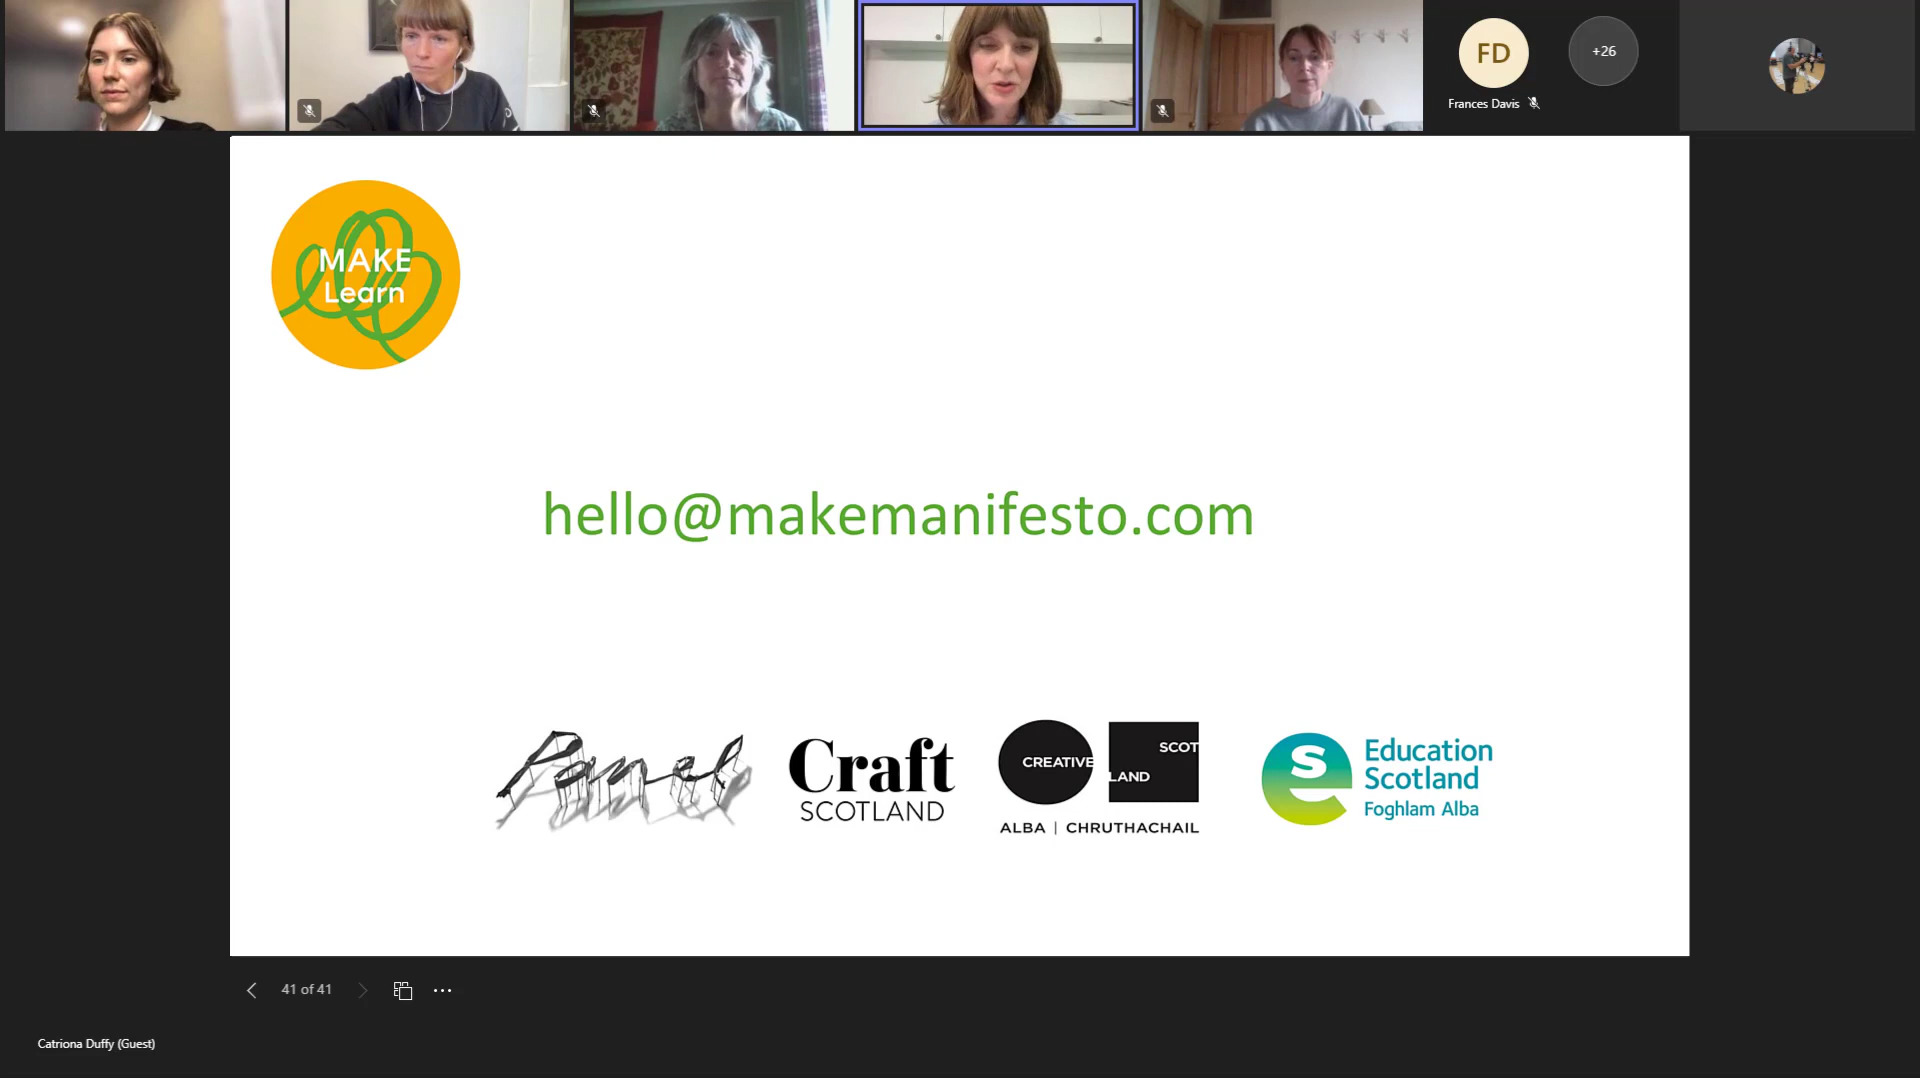 FD
+26
Frances Davis
MAKE
Learn
hello@makemanifesto.com
Panel
Craft
SCOTLAND
CREATIVE
SCOT
LAND
ALBA | CHRUTHACHAIL
Education
Scotland
Foghlam Alba
41 of 41
Catriona Duffy (Guest)